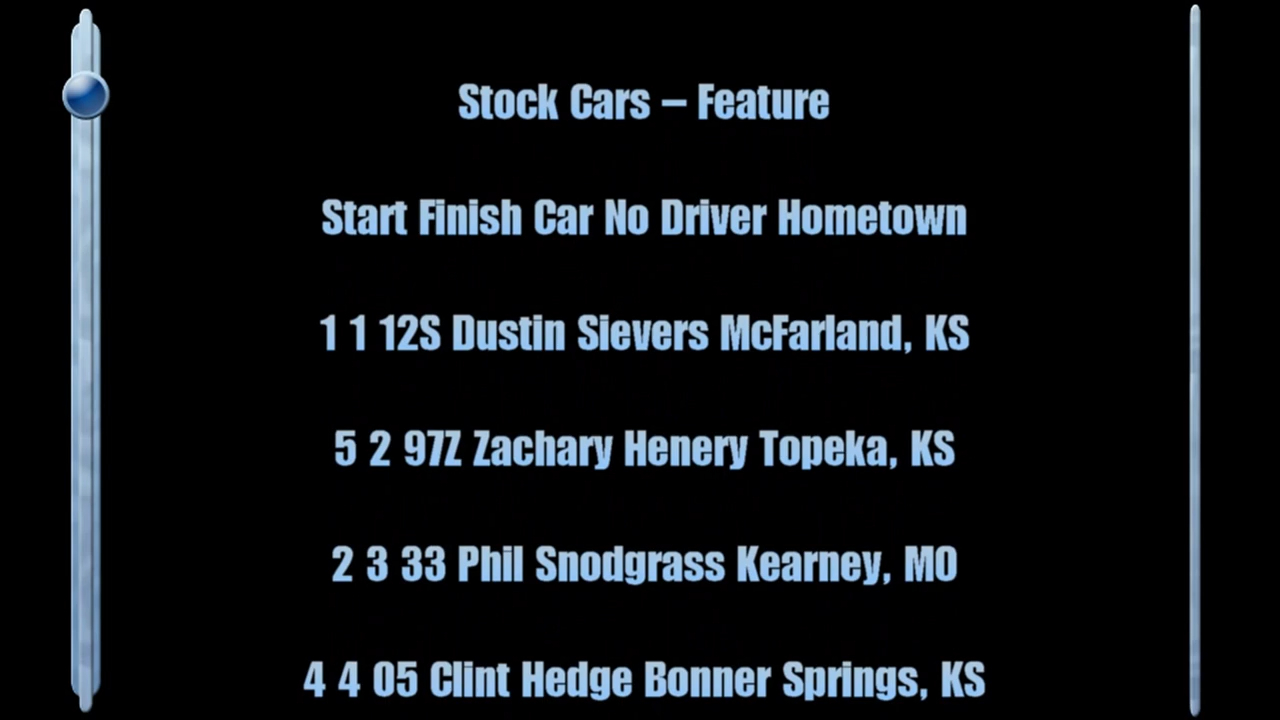 Stock Cars – Feature
Start Finish Car No Driver Hometown
1 1 12S Dustin Sievers McFarland, KS
5 2 97Z Zachary Henery Topeka, KS
2 3 33 Phil Snodgrass Kearney, MO
4 4 05 Clint Hedge Bonner Springs, KS